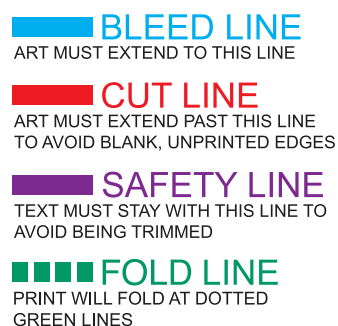 BLEED LINE
ART MUST EXTEND TO THIS LINE
CUT LINE
ART MUST EXTEND PAST THIS LINE
TO AVOID BLANK, UNPRINTED EDGES
SAFETY LINE
TEXT MUST STAY WITH THIS LINE TO
AVOID BEING TRIMMED
FOLD LINE
PRINT WILL FOLD AT DOTTED
GREEN LINES